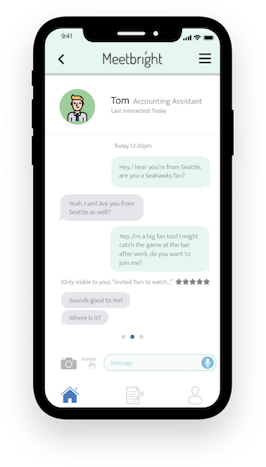 9:41
Meetbright
Tom Accounting Assistant
Last interacted: Today
Today 12:30pm
Hey, I hear you're from Seattle,
are you a Seahawks fan?
Yeah, I am! Are you from
Seattle as well?
Yep, I'm a big fan too! I might
catch the game at the bar
after work, do you want to
join me?
(Only visible to you) "Invited Tom to watch..."
Sounds good to me!
Where is it?
Message